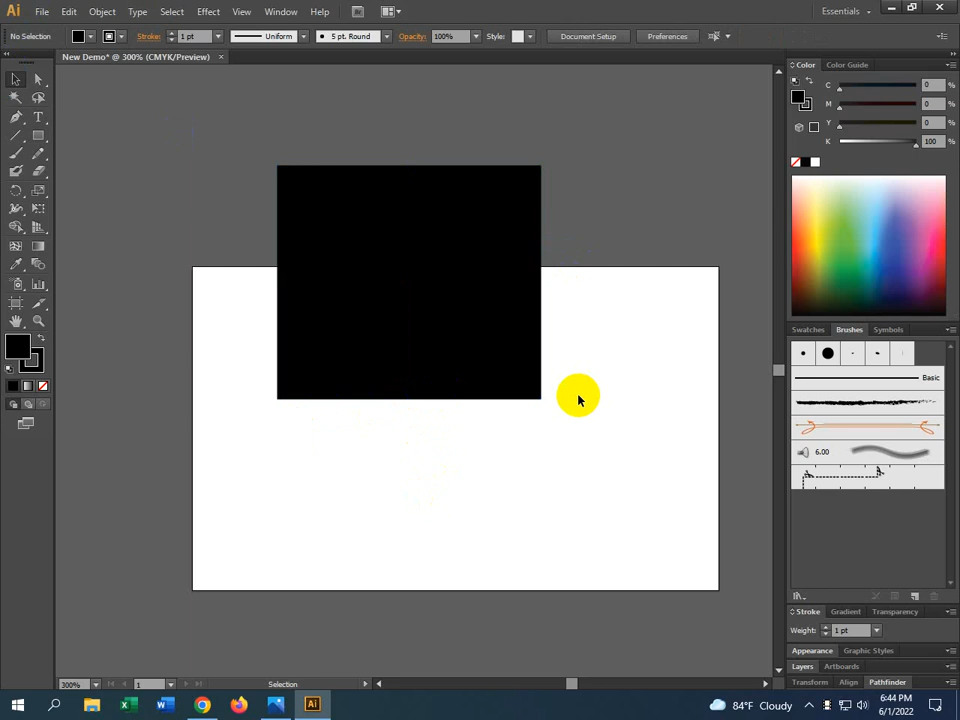 Ai File Edit Object Type Select Effect View Window Help Br Essentials
No Selection Stroke: 1 pt Uniform 5 pt. Round Opacity: 100% Style: Document Setup Preferences
New Demo* @ 300% (CMYK/Preview) ×
Color Color Guide
C 0 %
M 0 %
Y 0 %
K 100 %
Swatches Brushes Symbols
Basic
6.00
Stroke Gradient Transparency
Weight: 1 pt
Appearance Graphic Styles
Layers Artboards
Transform Align Pathfinder
300% 1 Selection
84°F Cloudy 6:44 PM
6/1/2022